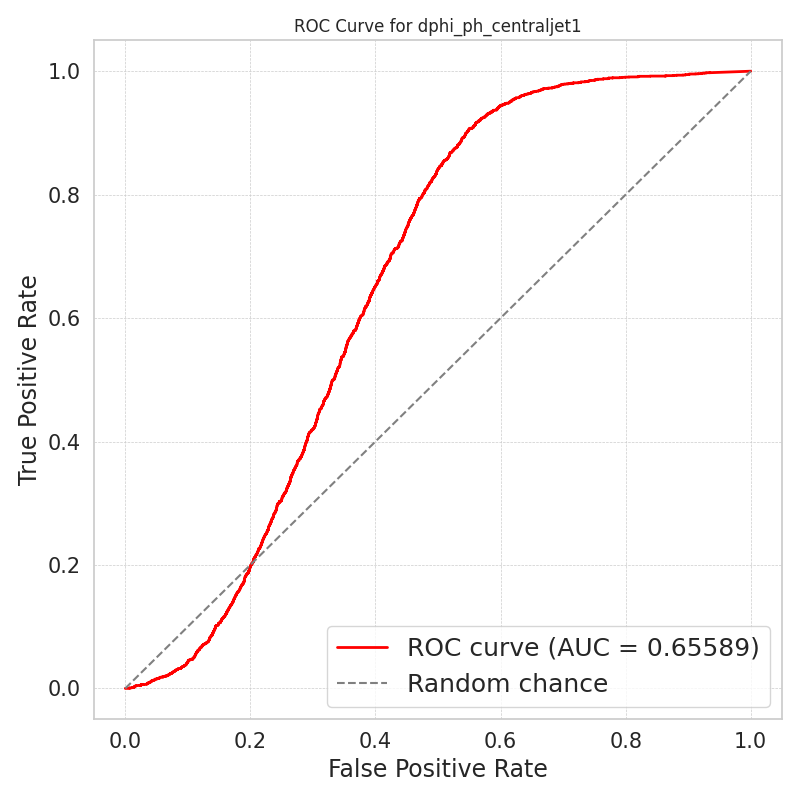 ROC Curve for dphi_ph_centraljet1
True Positive Rate
1.0
0.8
0.6
0.4
0.2
0.0
ROC curve (AUC = 0.65589)
Random chance
0.0 0.2 0.4 0.6 0.8 1.0
False Positive Rate